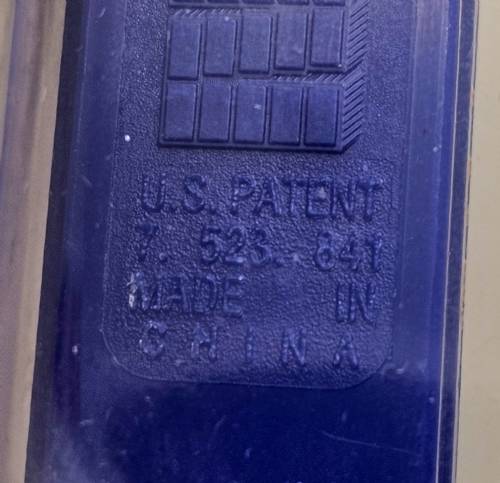 U.S. PATENT
7. 523. 841
MADE IN
CHINA